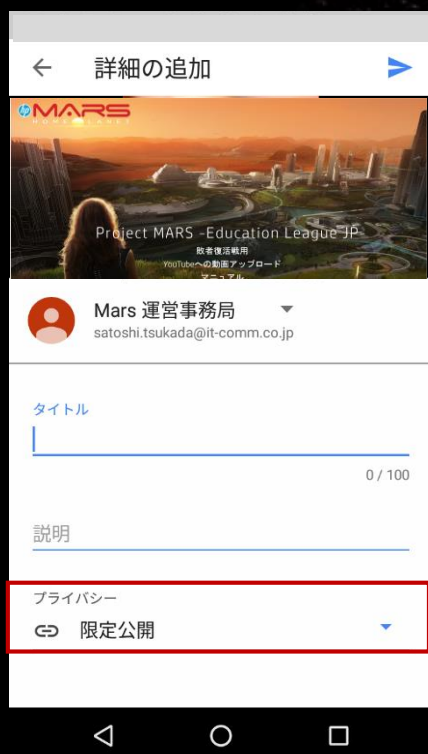 詳細の追加
hp MARS
HOME PLANET
Project MARS -Education League JP
敗者復活戦用
YouTubeへの動画アップロード
マニュアル
Mars 運営事務局
satoshi.tsukada@it-comm.co.jp
タイトル
0 / 100
説明
プライバシー
限定公開